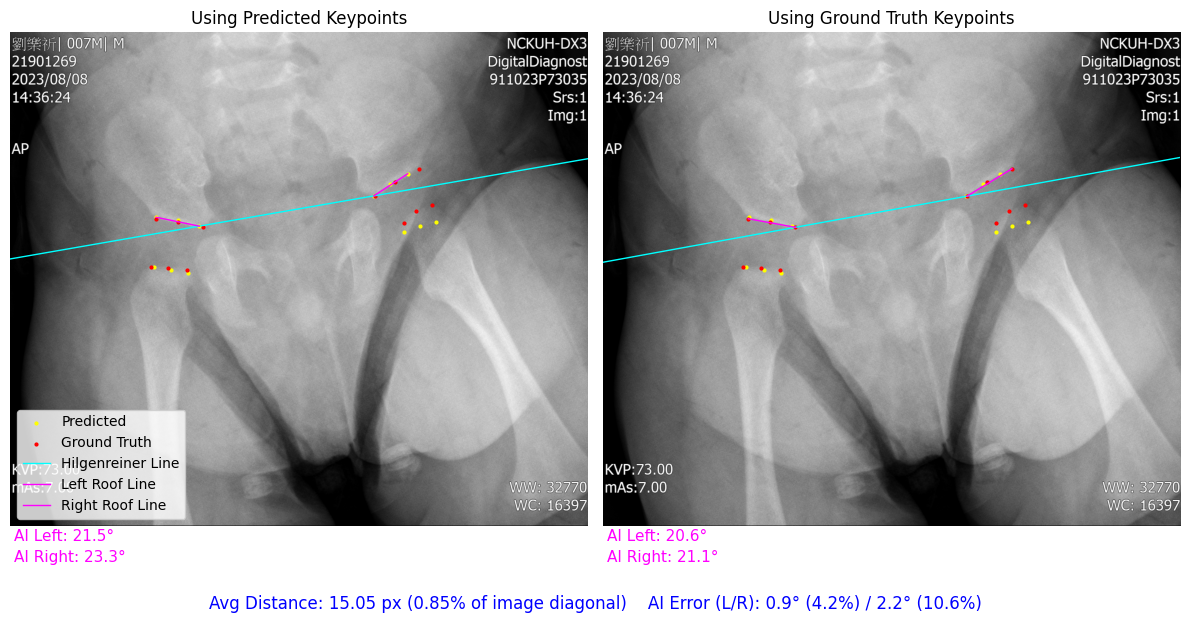 Using Predicted Keypoints
劉樂祈| 007M| M
21901269
2023/08/08
14:36:24
AP
NCKUH-DX3
DigitalDiagnost
911023P73035
Srs:1
Img:1
Predicted
Ground Truth
Hilgenreiner Line
Left Roof Line
Right Roof Line
KVP:73.00
mAs:7.00
WW: 32770
WC: 16397
AI Left: 21.5°
AI Right: 23.3°
Using Ground Truth Keypoints
劉樂祈| 007M| M
21901269
2023/08/08
14:36:24
AP
NCKUH-DX3
DigitalDiagnost
911023P73035
Srs:1
Img:1
KVP:73.00
mAs:7.00
WW: 32770
WC: 16397
AI Left: 20.6°
AI Right: 21.1°
Avg Distance: 15.05 px (0.85% of image diagonal) AI Error (L/R): 0.9° (4.2%) / 2.2° (10.6%)